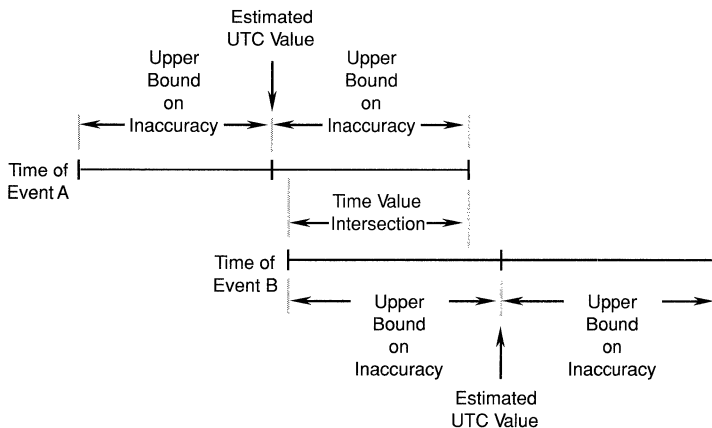 Estimated
UTC Value
Upper
Bound
on
Inaccuracy
Upper
Bound
on
Inaccuracy
Time of
Event A
Time Value
Intersection
Time of
Event B
Upper
Bound
on
Inaccuracy
Upper
Bound
on
Inaccuracy
Estimated
UTC Value